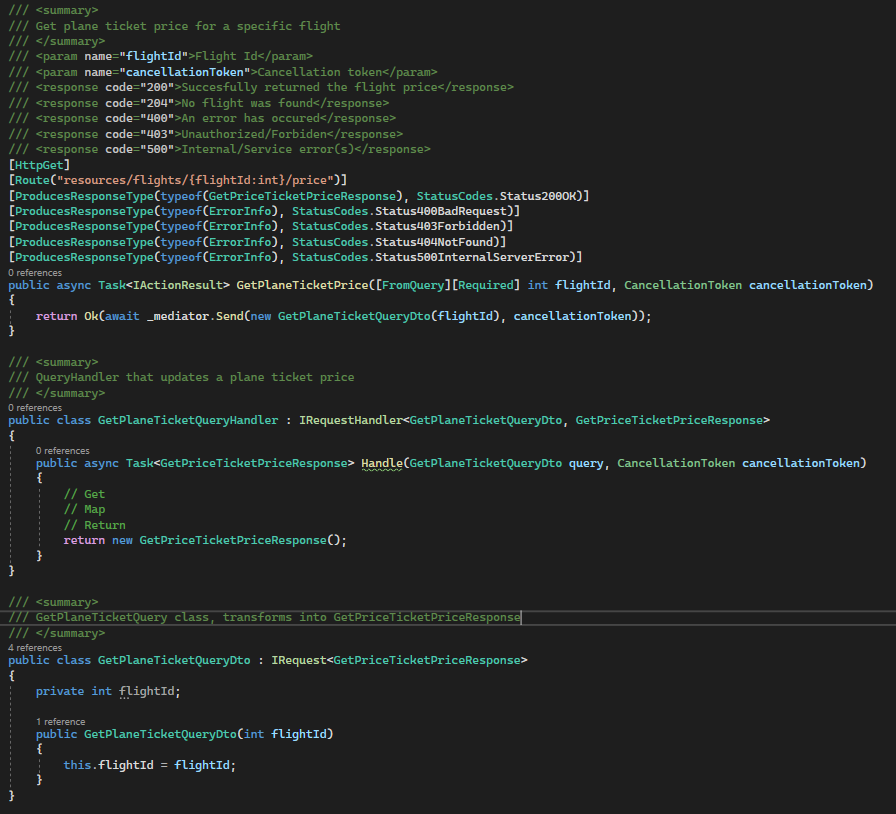 /// <summary>
/// Get plane ticket price for a specific flight
/// </summary>
/// <param name="flightId">Flight Id</param>
/// <param name="cancellationToken">Cancellation token</param>
/// <response code="200">Succesfully returned the flight price</response>
/// <response code="204">No flight was found</response>
/// <response code="400">An error has occured</response>
/// <response code="403">Unauthorized/Forbiden</response>
/// <response code="500">Internal/Service error(s)</response>
[HttpGet]
[Route("resources/flights/{flightId:int}/price")]
[ProducesResponseType(typeof(GetPriceTicketPriceResponse), StatusCodes.Status200OK)]
[ProducesResponseType(typeof(ErrorInfo), StatusCodes.Status400BadRequest)]
[ProducesResponseType(typeof(ErrorInfo), StatusCodes.Status403Forbidden)]
[ProducesResponseType(typeof(ErrorInfo), StatusCodes.Status404NotFound)]
[ProducesResponseType(typeof(ErrorInfo), StatusCodes.Status500InternalServerError)]
0 references
public async Task<IActionResult> GetPlaneTicketPrice([FromQuery][Required] int flightId, CancellationToken cancellationToken)
{
    return Ok(await _mediator.Send(new GetPlaneTicketQueryDto(flightId), cancellationToken));
}
/// <summary>
/// QueryHandler that updates a plane ticket price
/// </summary>
0 references
public class GetPlaneTicketQueryHandler : IRequestHandler<GetPlaneTicketQueryDto, GetPriceTicketPriceResponse>
{
    0 references
    public async Task<GetPriceTicketPriceResponse> Handle(GetPlaneTicketQueryDto query, CancellationToken cancellationToken)
    {
        // Get
        // Map
        // Return
        return new GetPriceTicketPriceResponse();
    }
}
/// <summary>
/// GetPlaneTicketQuery class, transforms into GetPriceTicketPriceResponse
/// </summary>
4 references
public class GetPlaneTicketQueryDto : IRequest<GetPriceTicketPriceResponse>
{
    private int flightId;
    1 reference
    public GetPlaneTicketQueryDto(int flightId)
    {
        this.flightId = flightId;
    }
}